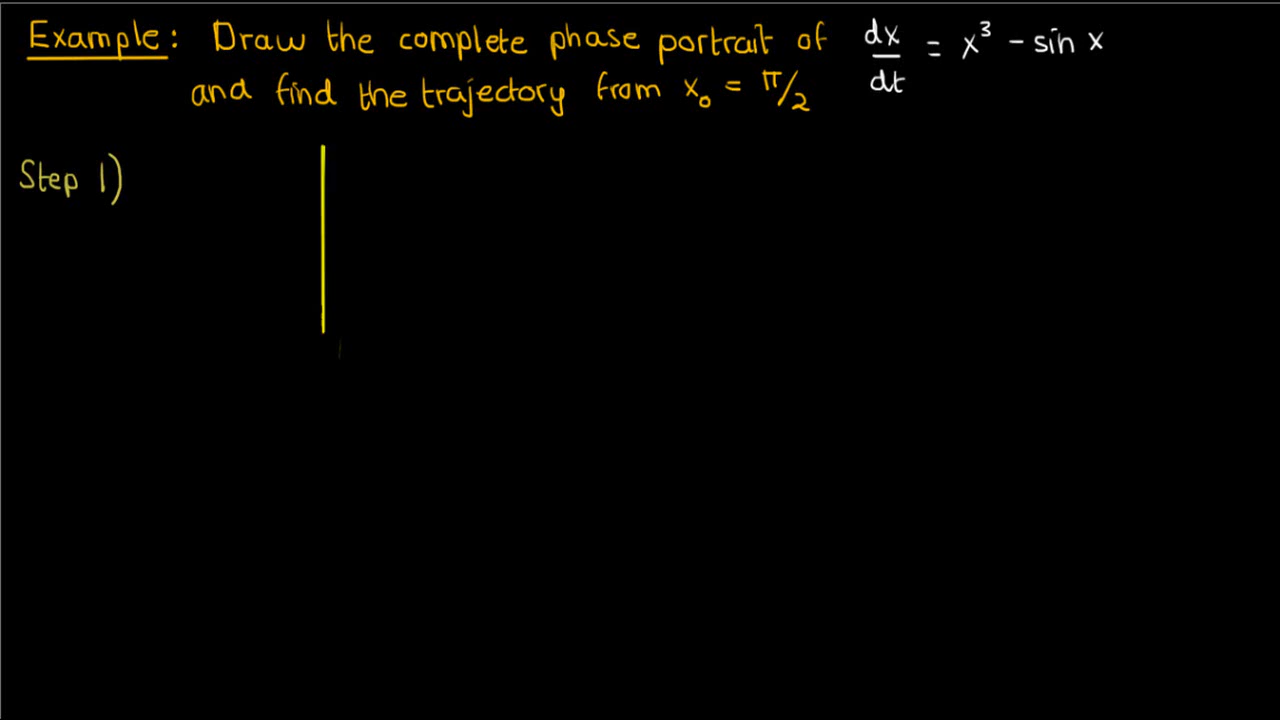 Example: Draw the complete phase portrait of dx/dt = x³ - sin x
and find the trajectory from x₀ = π/2
Step 1)